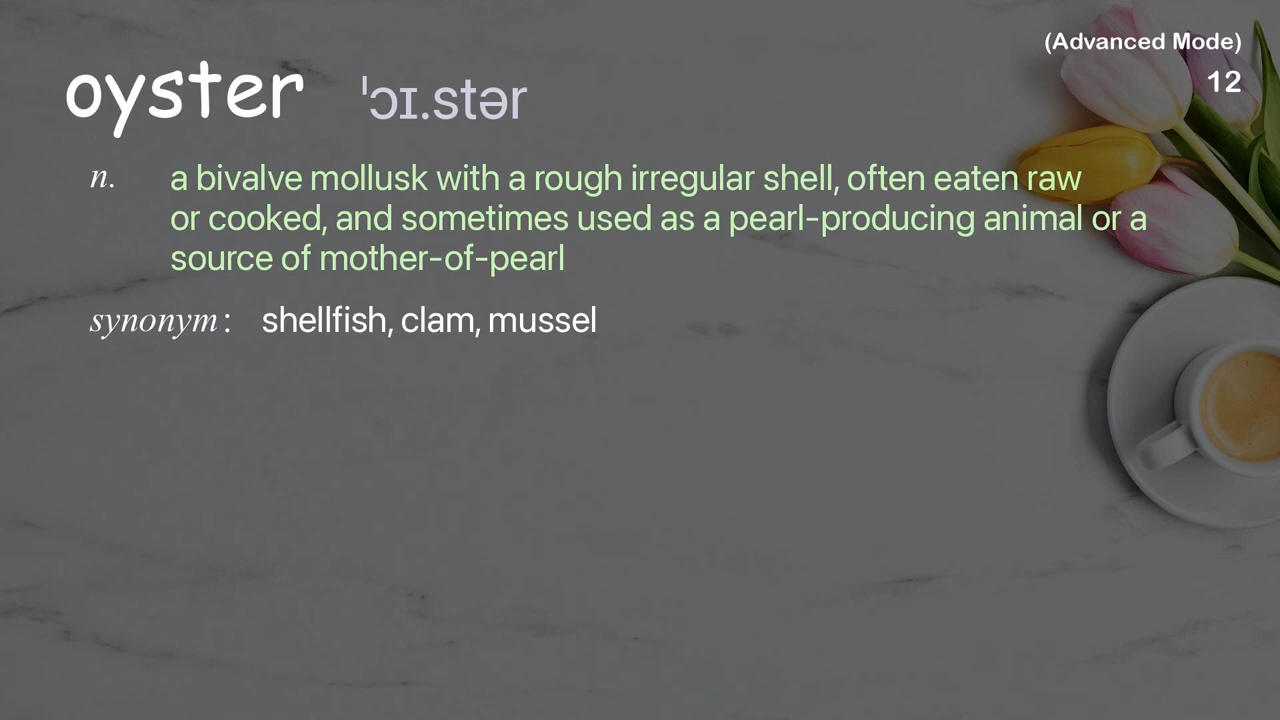 (Advanced Mode)
12
oyster ˈɔɪ.stər
n. a bivalve mollusk with a rough irregular shell, often eaten raw
or cooked, and sometimes used as a pearl-producing animal or a
source of mother-of-pearl
synonym: shellfish, clam, mussel